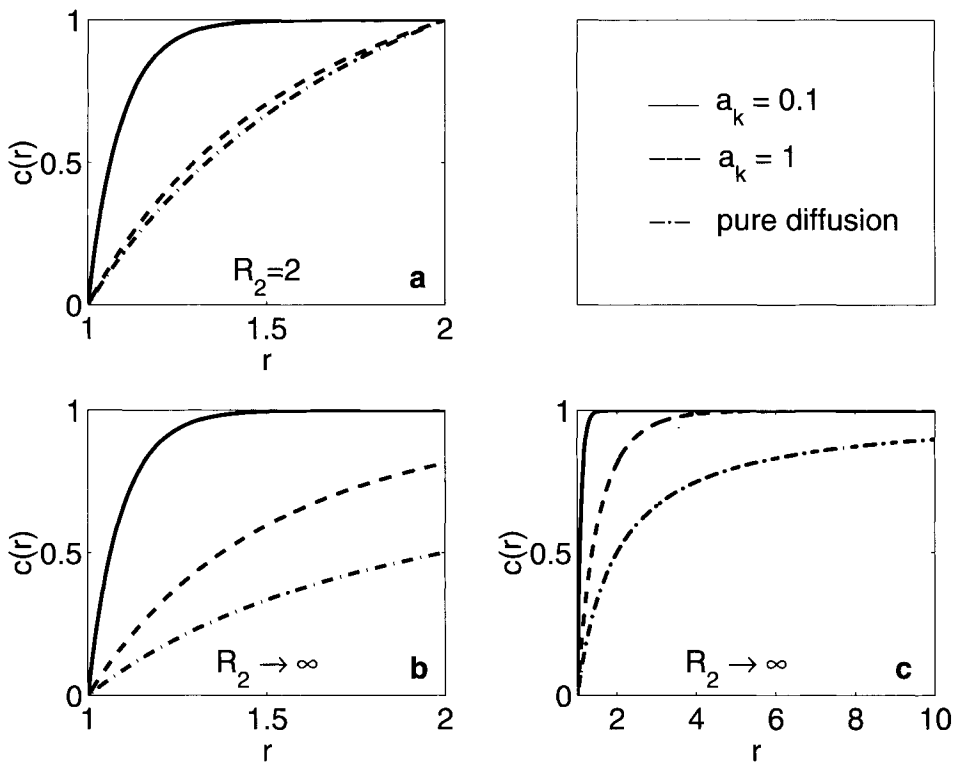 1
c(r)
0.5
0
R₂=2
a
1
1.5
2
r
aₖ = 0.1
aₖ = 1
pure diffusion
1
c(r)
0.5
0
R₂ → ∞
b
1
1.5
2
r
1
c(r)
0.5
0
R₂ → ∞
c
2
4
6
8
10
r